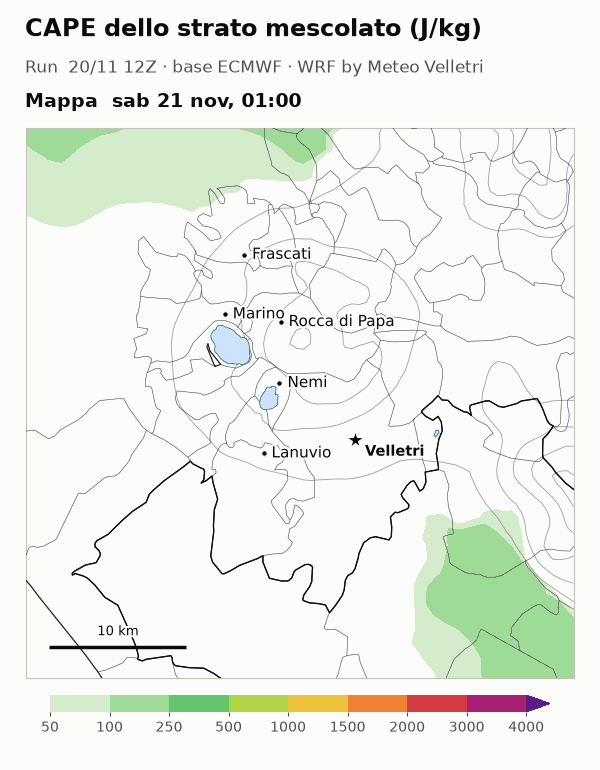 CAPE dello strato mescolato (J/kg)
Run  20/11 12Z · base ECMWF · WRF by Meteo Velletri
Mappa  sab 21 nov, 01:00
Frascati
Marino
Rocca di Papa
Nemi
Velletri
Lanuvio
10 km
50 100 250 500 1000 1500 2000 3000 4000